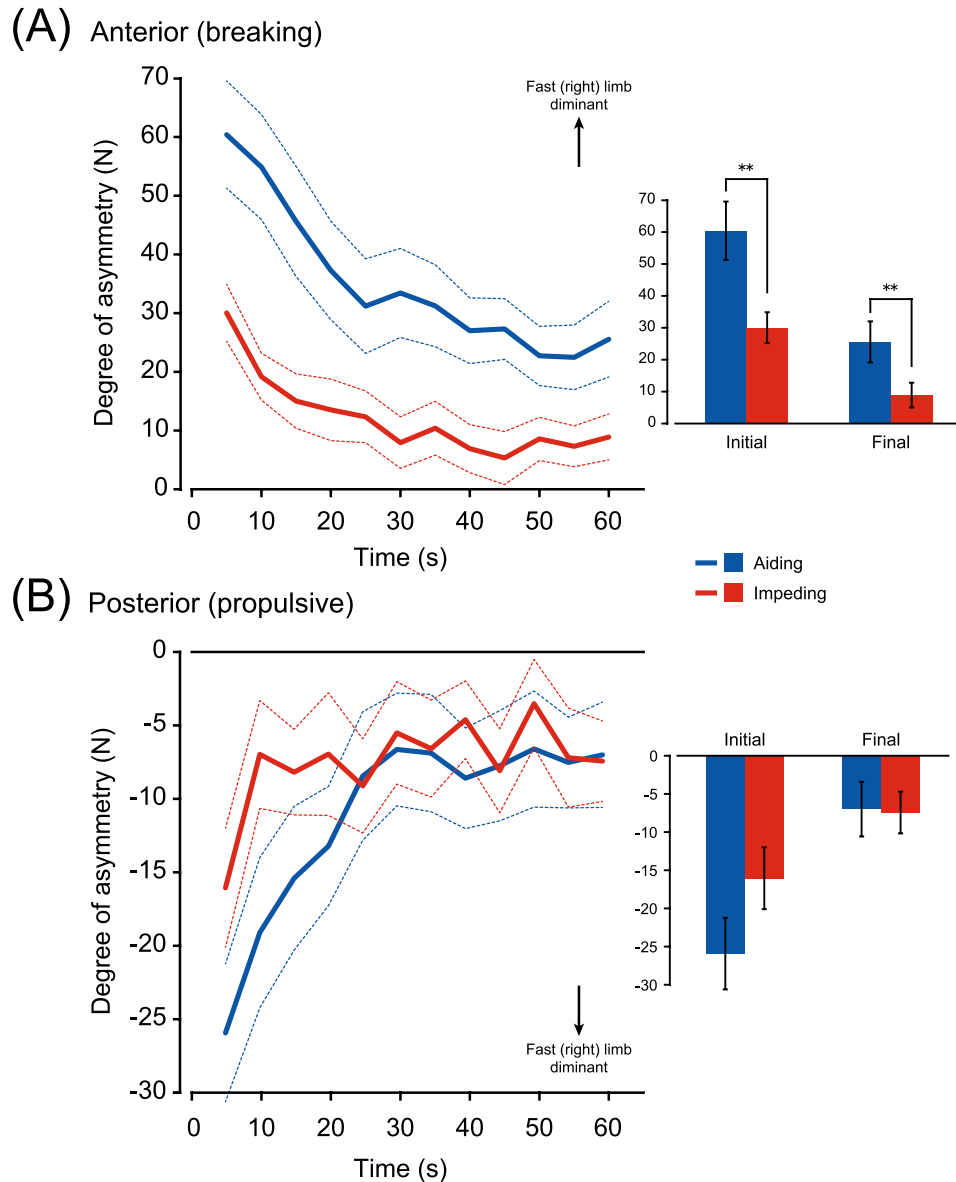 (A) Anterior (breaking)
Degree of asymmetry (N)
70
60
50
40
30
20
10
0
0 10 20 30 40 50 60
Time (s)
Fast (right) limb
diminant
70
60
50
40
30
20
10
0
**
**
Initial Final
Aiding
Impeding
(B) Posterior (propulsive)
Degree of asymmetry (N)
0
-5
-10
-15
-20
-25
-30
0 10 20 30 40 50 60
Time (s)
Fast (right) limb
diminant
Initial Final
0
-5
-10
-15
-20
-25
-30